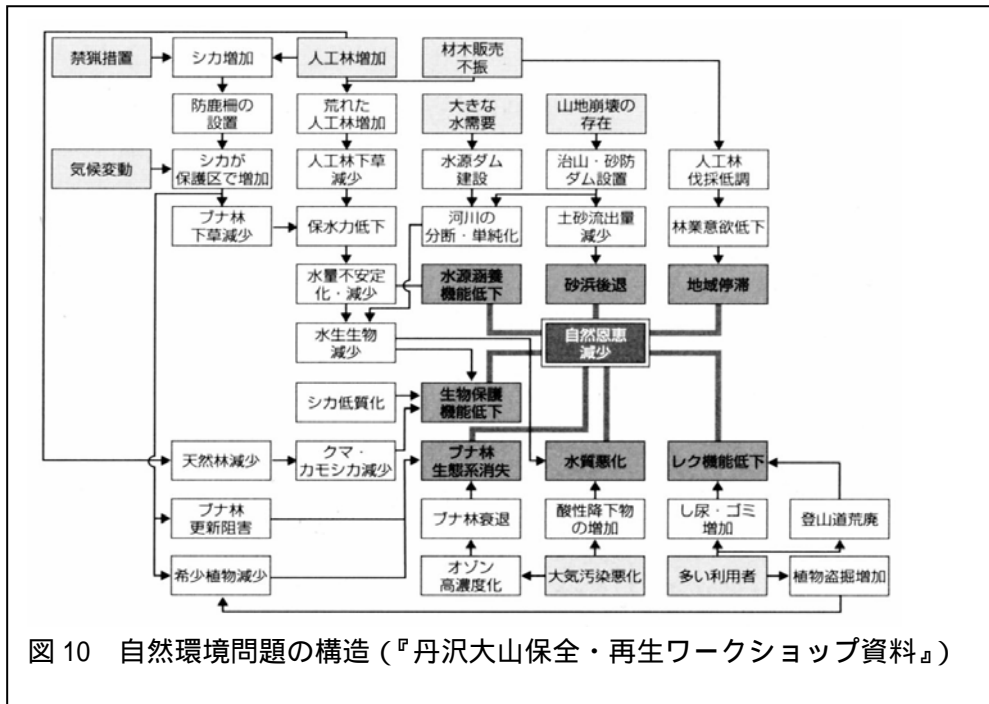 禁猟措置
シカ増加
人工林増加
材木販売
不振
防鹿柵の
設置
荒れた
人工林増加
大きな
水需要
山地崩壊の
存在
気候変動
シカが
保護区で増加
人工林下草
減少
水源ダム
建設
治山・砂防
ダム設置
人工林
伐採低調
ブナ林
下草減少
保水力低下
河川の
分断・単純化
土砂流出量
減少
林業意欲低下
水量不安定
化・減少
水源涵養
機能低下
砂浜後退
地域停滞
水生生物
減少
自然恩恵
減少
シカ低質化
生物保護
機能低下
天然林減少
クマ・
カモシカ減少
ブナ林
生態系消失
水質悪化
レク機能低下
ブナ林
更新阻害
ブナ林衰退
酸性降下物
の増加
し尿・ゴミ
増加
登山道荒廃
希少植物減少
オゾン
高濃度化
大気汚染悪化
多い利用者
植物盗掘増加
図10 自然環境問題の構造(『丹沢大山保全・再生ワークショップ資料』)